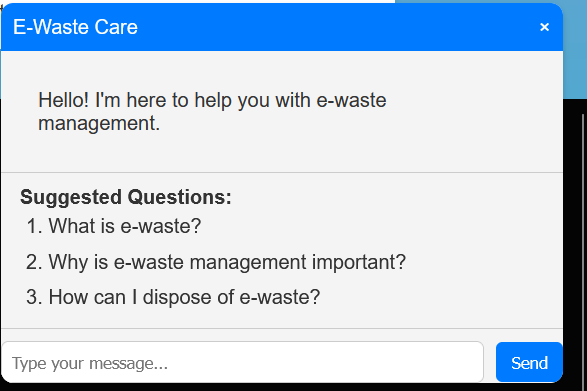 E-Waste Care ×
Hello! I'm here to help you with e-waste
management.
Suggested Questions:
1. What is e-waste?
2. Why is e-waste management important?
3. How can I dispose of e-waste?
Type your message... Send